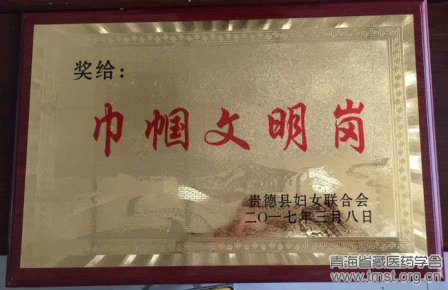 奖给：
巾帼文明岗
贵德县妇女联合会
二〇一七年三月八日
青海省藏医药学会
www.tmst.org.cn